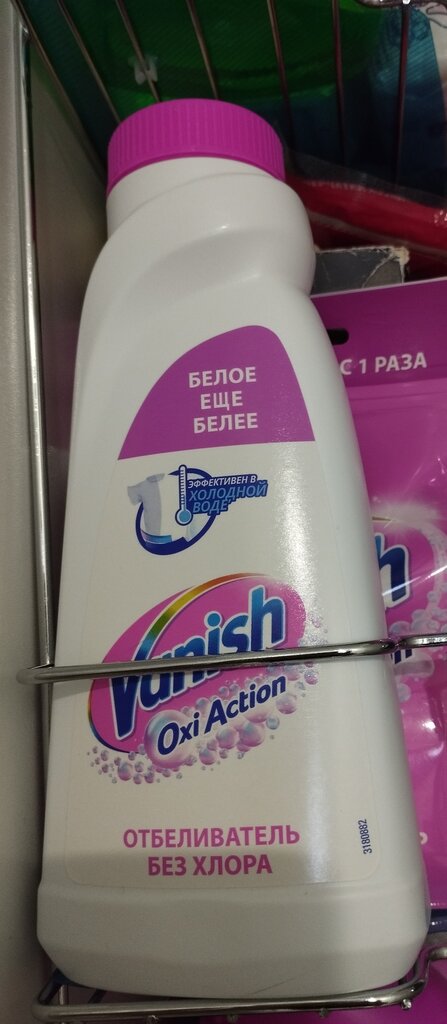 БЕЛОЕ
ЕЩЕ
БЕЛЕЕ
С 1 РАЗА
ЭФФЕКТИВЕН В
ХОЛОДНОЙ
ВОДЕ
Vanish
Oxi Action
ОТБЕЛИВАТЕЛЬ
БЕЗ ХЛОРА
3180882